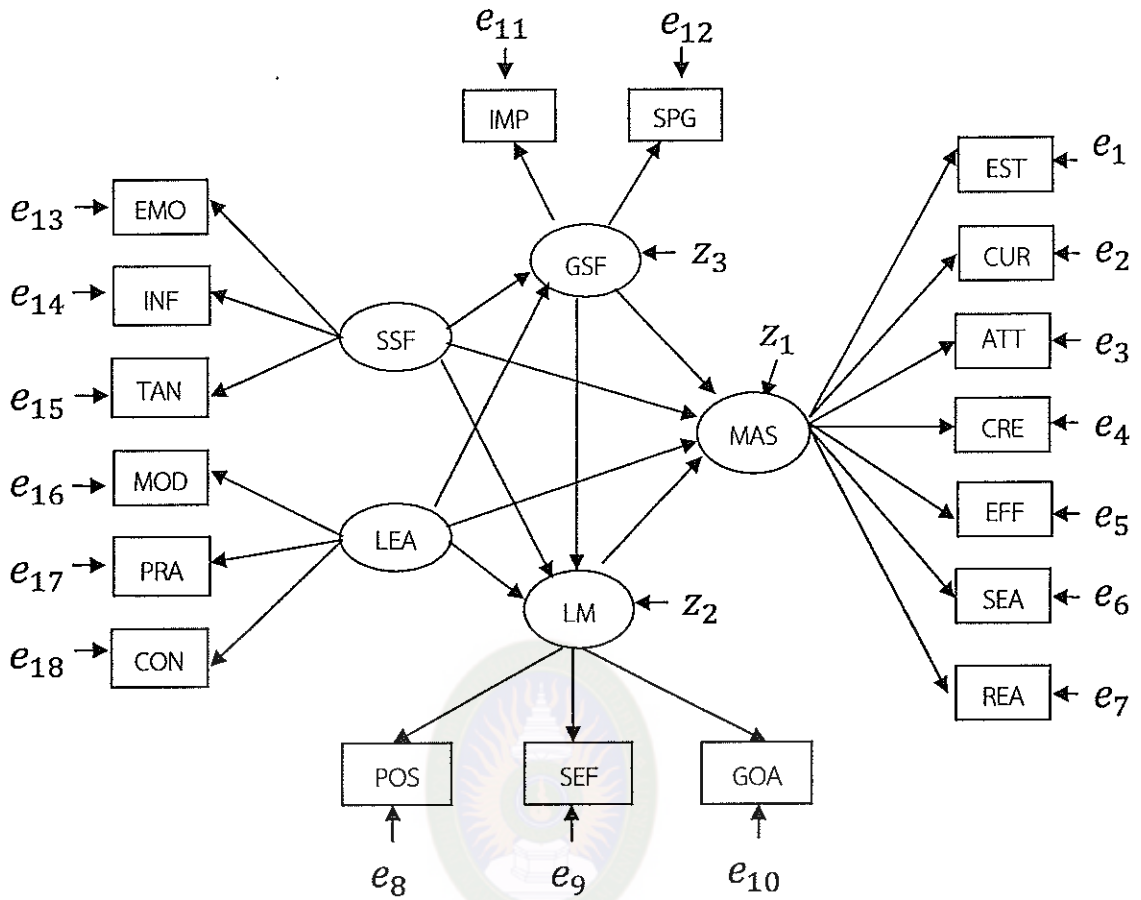 e₁₁ e₁₂
IMP SPG
EST e₁
e₁₃ EMO
CUR e₂
GSF z₃
e₁₄ INF
SSF
ATT e₃
z₁
e₁₅ TAN
CRE e₄
MAS
e₁₆ MOD
EFF e₅
LEA
e₁₇ PRA
SEA e₆
LM z₂
e₁₈ CON
REA e₇
POS SEF GOA
e₈ e₉ e₁₀